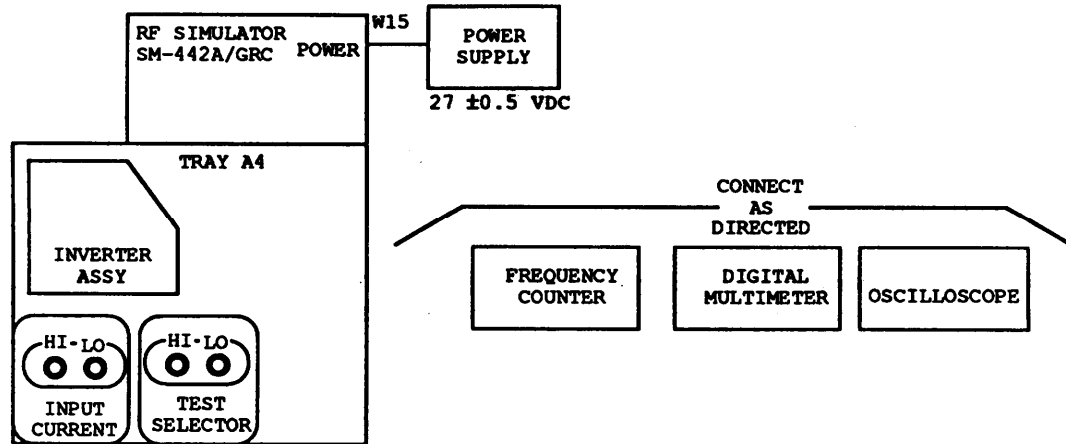 RF SIMULATOR
SM-442A/GRC
POWER
W15
POWER
SUPPLY
27 ±0.5 VDC
TRAY A4
INVERTER
ASSY
CONNECT
AS
DIRECTED
FREQUENCY
COUNTER
DIGITAL
MULTIMETER
OSCILLOSCOPE
HI-LO
INPUT
CURRENT
HI-LO
TEST
SELECTOR